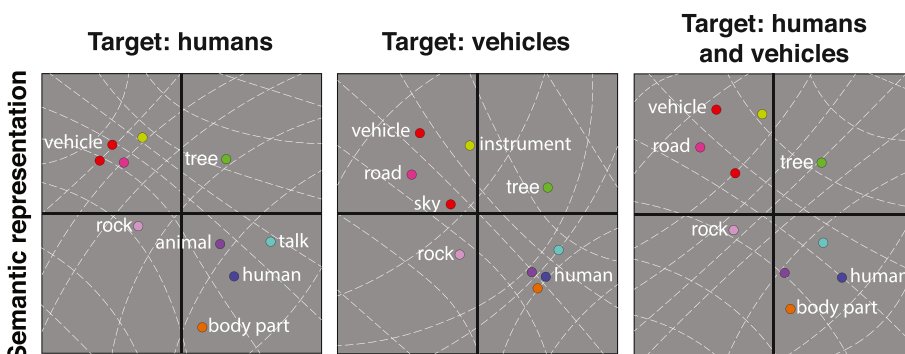 Target: humans
Target: vehicles
Target: humans
and vehicles
Semantic representation
vehicle
tree
rock
animal
talk
human
body part
vehicle
instrument
road
tree
sky
rock
human
vehicle
road
tree
rock
human
body part